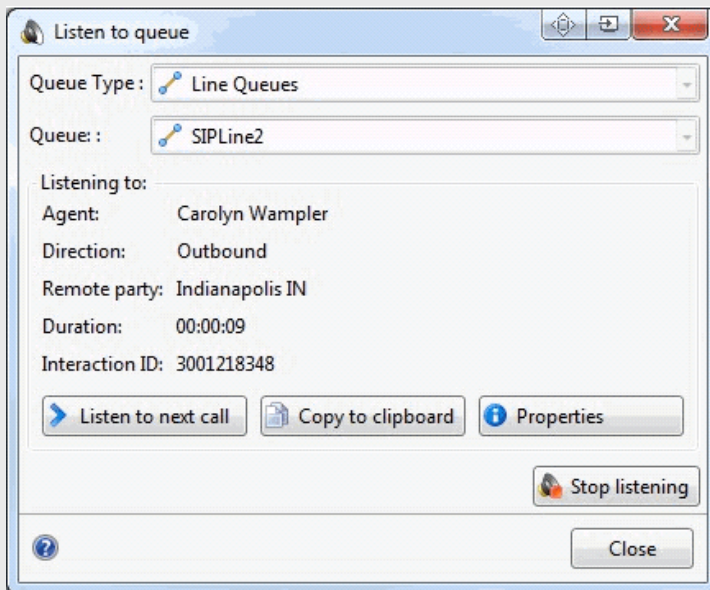 Listen to queue
Queue Type : Line Queues
Queue: : SIPLine2
Listening to:
Agent: Carolyn Wampler
Direction: Outbound
Remote party: Indianapolis IN
Duration: 00:00:09
Interaction ID: 3001218348
Listen to next call Copy to clipboard Properties
Stop listening
Close